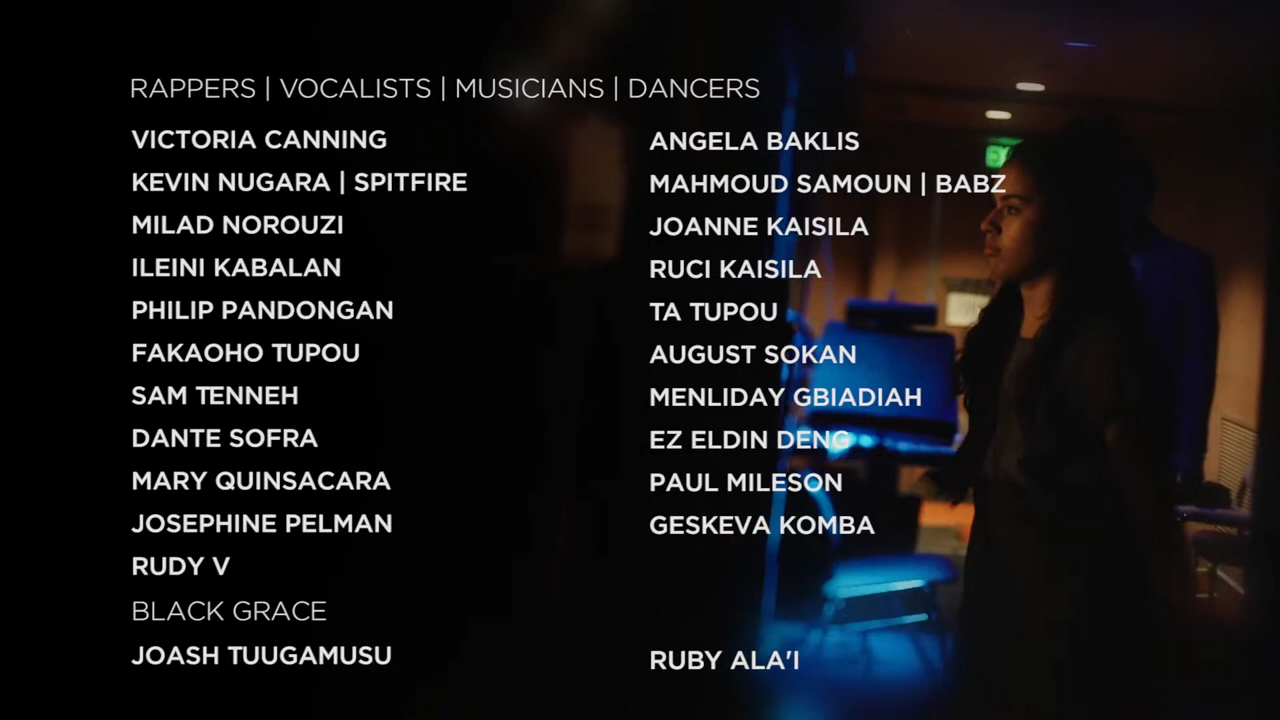 RAPPERS | VOCALISTS | MUSICIANS | DANCERS
VICTORIA CANNING
KEVIN NUGARA | SPITFIRE
MILAD NOROUZI
ILEINI KABALAN
PHILIP PANDONGAN
FAKAOHO TUPOU
SAM TENNEH
DANTE SOFRA
MARY QUINSACARA
JOSEPHINE PELMAN
RUDY V
ANGELA BAKLIS
MAHMOUD SAMOUN | BABZ
JOANNE KAISILA
RUCI KAISILA
TA TUPOU
AUGUST SOKAN
MENLIDAY GBIADIAH
EZ ELDIN DENG
PAUL MILESON
GESKEVA KOMBA
BLACK GRACE
JOASH TUUGAMUSU
RUBY ALA'I